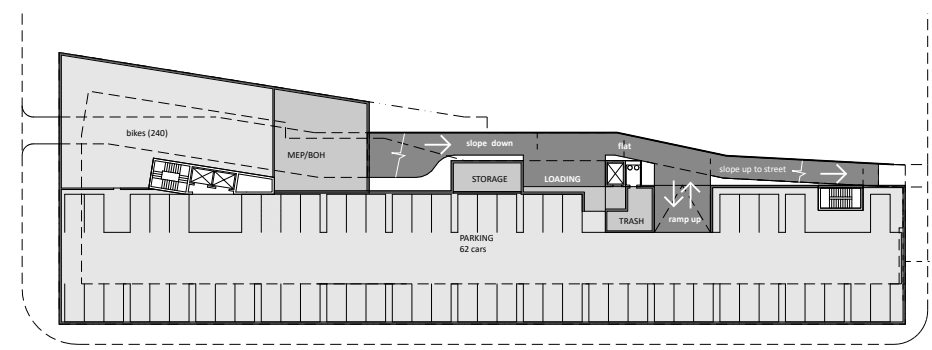 bikes (240)
MEP/BOH
slope down
flat
STORAGE
LOADING
slope up to street
TRASH
ramp up
PARKING
62 cars